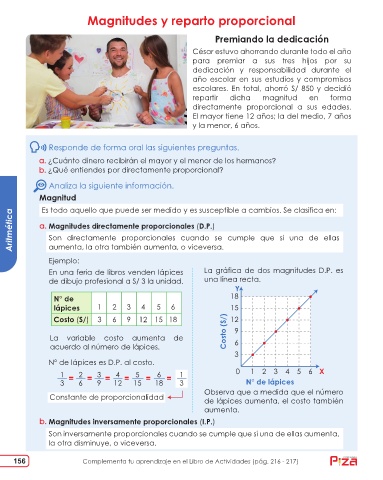 Magnitudes y reparto proporcional
Premiando la dedicación
César estuvo ahorrando durante todo el año
para premiar a sus tres hijos por su
dedicación y responsabilidad durante el
año escolar en sus estudios y compromisos
escolares. En total, ahorró S/ 850 y decidió
repartir dicha magnitud en forma
directamente proporcional a sus edades.
El mayor tiene 12 años; la del medio, 7 años
y la menor, 6 años.
Responde de forma oral las siguientes preguntas.
a. ¿Cuánto dinero recibirán el mayor y el menor de los hermanos?
b. ¿Qué entiendes por directamente proporcional?
Analiza la siguiente información.
Magnitud
Es todo aquello que puede ser medido y es susceptible a cambios. Se clasifica en:
a. Magnitudes directamente proporcionales (D.P.)
Son directamente proporcionales cuando se cumple que si una de ellas
aumenta, la otra también aumenta, o viceversa.
Ejemplo:
En una feria de libros venden lápices
de dibujo profesional a S/ 3 la unidad.
N° de
lápices 1 2 3 4 5 6
Costo (S/) 3 6 9 12 15 18
La variable costo aumenta de
acuerdo al número de lápices.
N° de lápices es D.P. al costo.
1/3 = 2/6 = 3/9 = 4/12 = 5/15 = 6/18 = 1/3
Constante de proporcionalidad
La gráfica de dos magnitudes D.P. es
una línea recta.
Y
18
15
12
9
6
3
Costo (S/)
0 1 2 3 4 5 6 X
N° de lápices
Observa que a medida que el número
de lápices aumenta, el costo también
aumenta.
b. Magnitudes inversamente proporcionales (I.P.)
Son inversamente proporcionales cuando se cumple que si una de ellas aumenta,
la otra disminuye, o viceversa.
Aritmética
156
Complementa tu aprendizaje en el Libro de Actividades (pág. 216 - 217)
Pizza